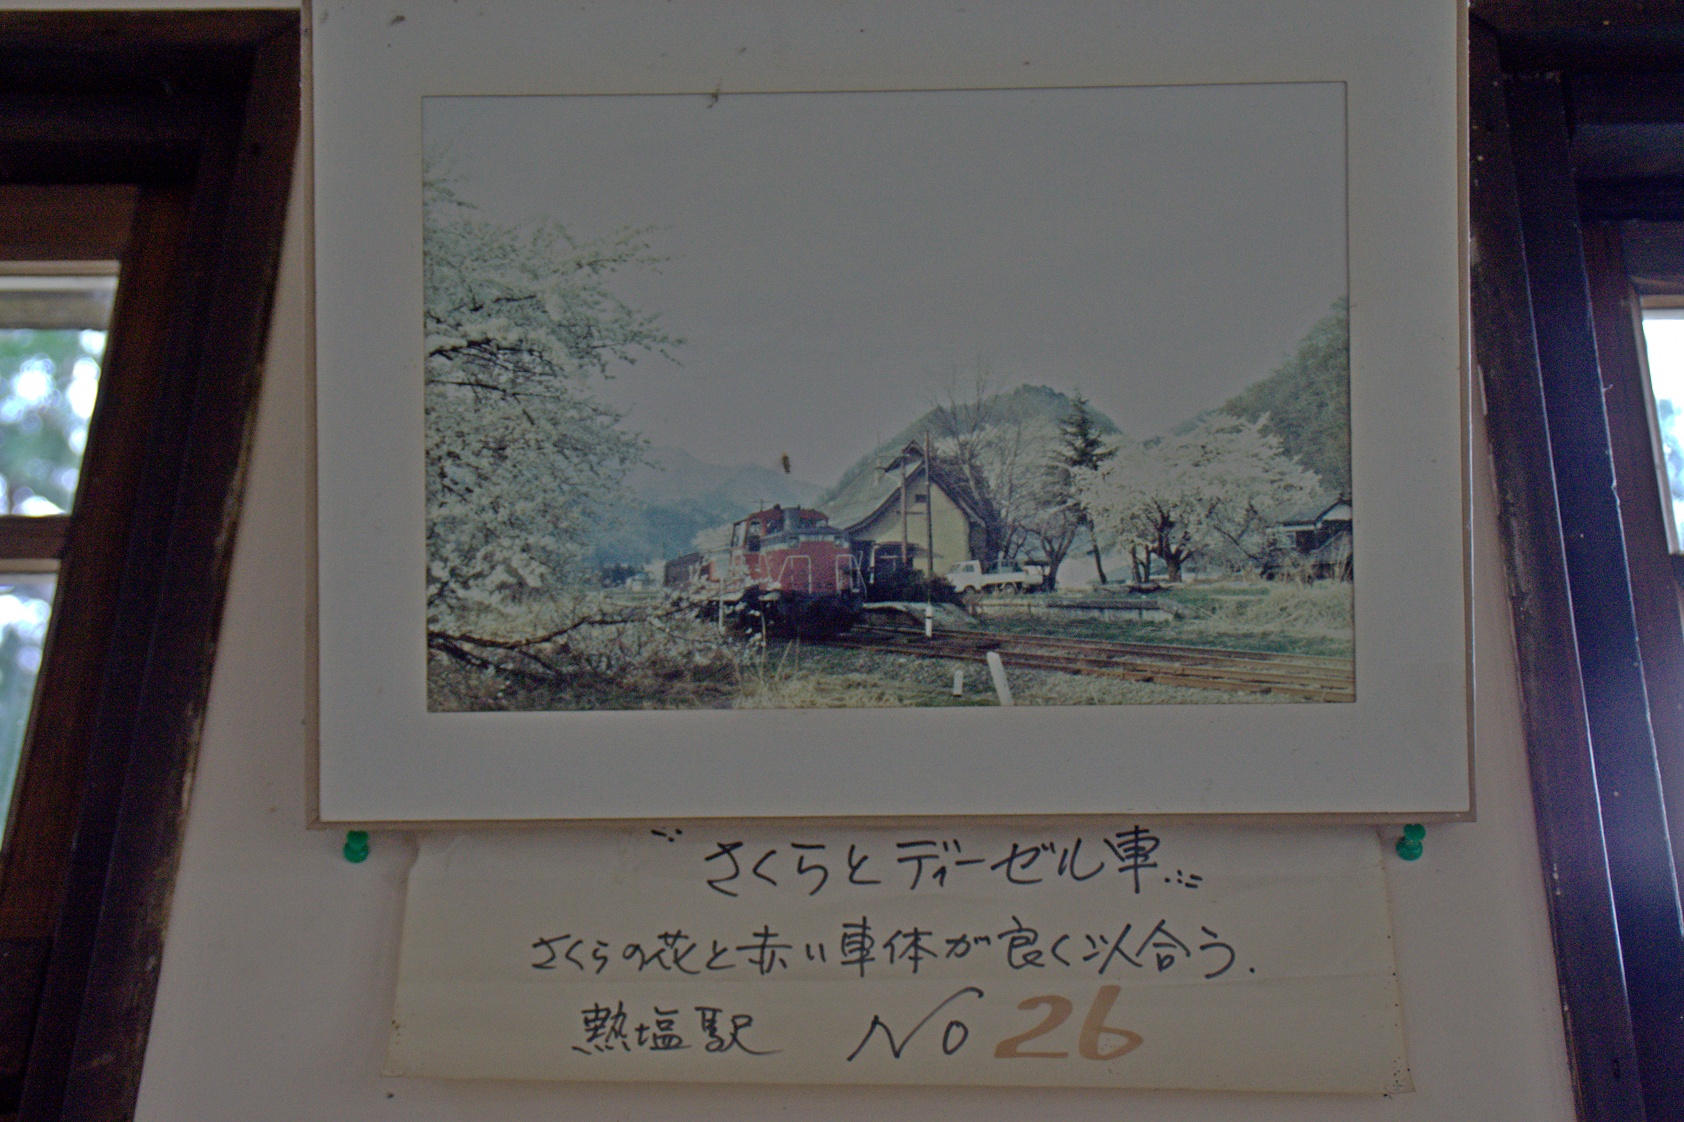 〝さくらとディーゼル車〟
さくらの花と赤い車体が良く似合う.
熱塩駅 No 26